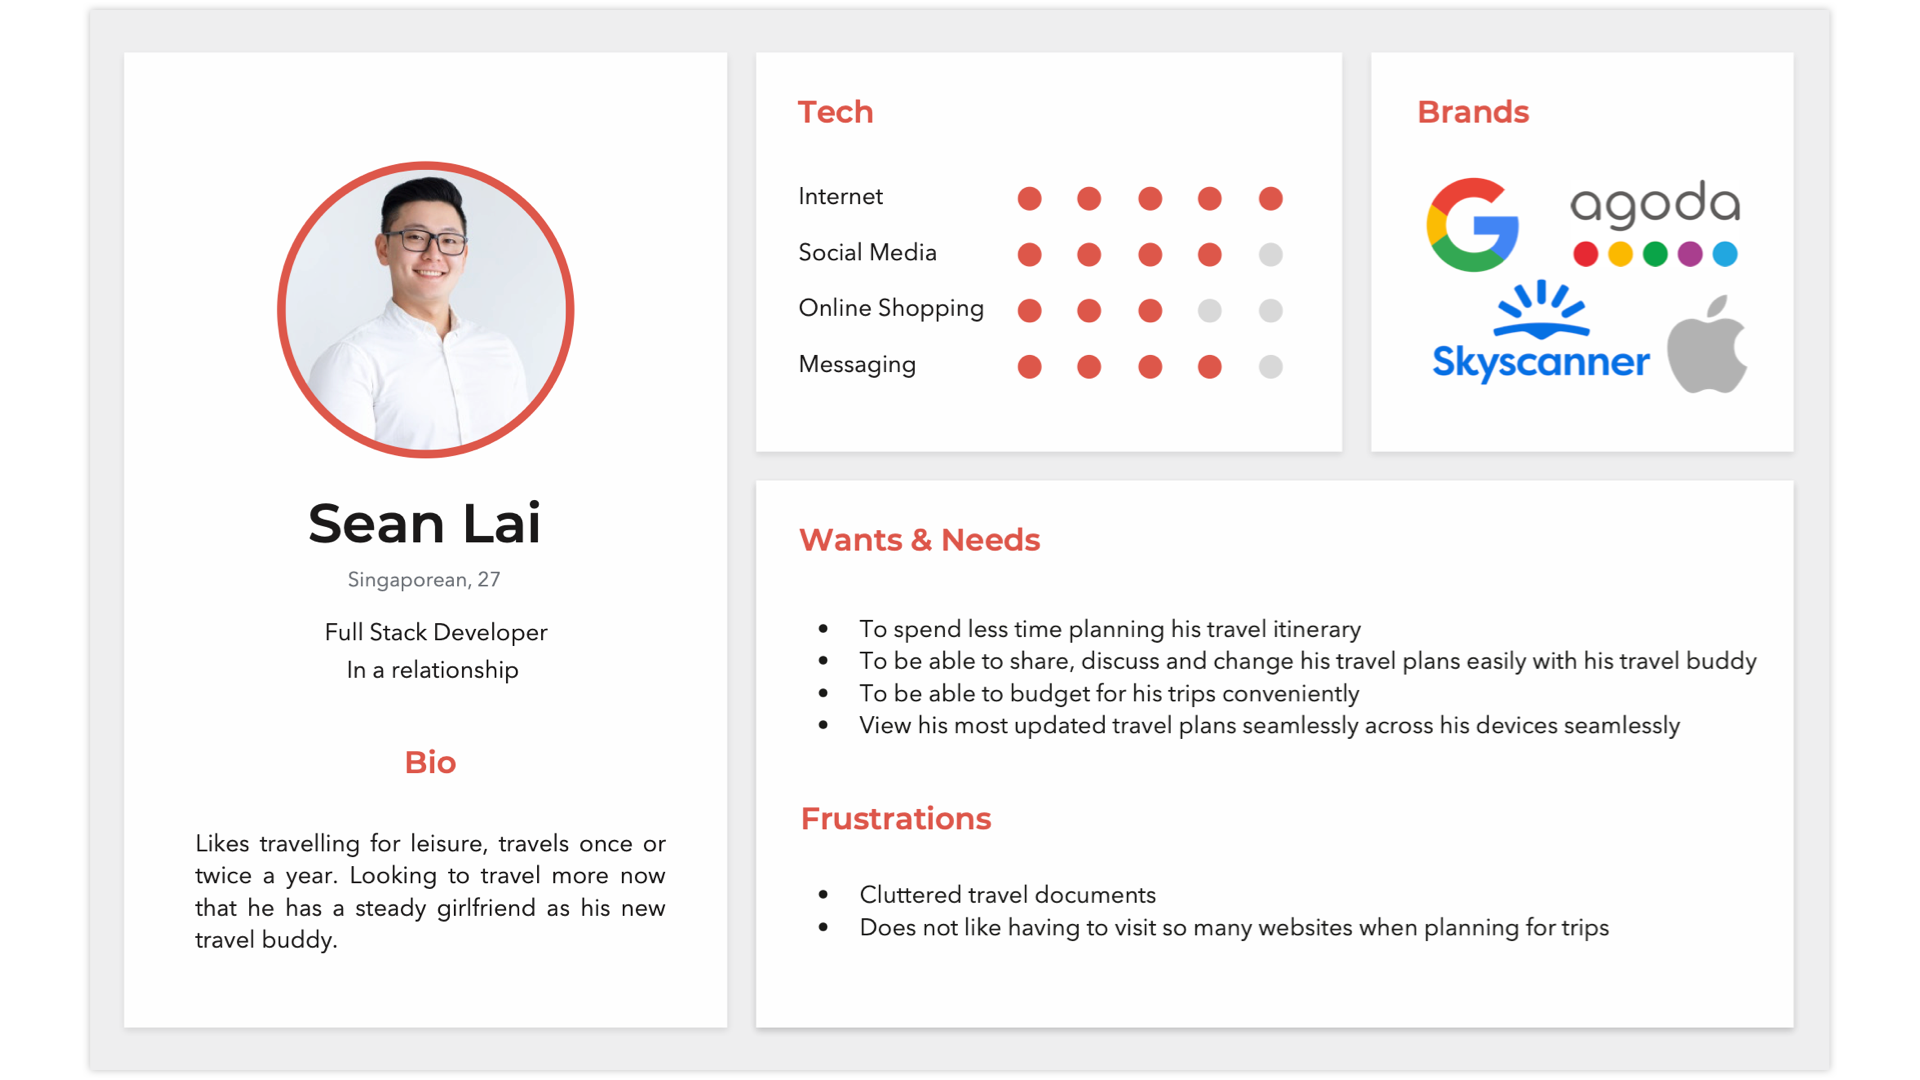 Sean Lai
Singaporean, 27
Full Stack Developer
In a relationship
Bio
Likes travelling for leisure, travels once or
twice a year. Looking to travel more now
that he has a steady girlfriend as his new
travel buddy.
Tech
Internet
Social Media
Online Shopping
Messaging
Brands
G
agoda
Skyscanner
Wants & Needs
• To spend less time planning his travel itinerary
• To be able to share, discuss and change his travel plans easily with his travel buddy
• To be able to budget for his trips conveniently
• View his most updated travel plans seamlessly across his devices seamlessly
Frustrations
• Cluttered travel documents
• Does not like having to visit so many websites when planning for trips